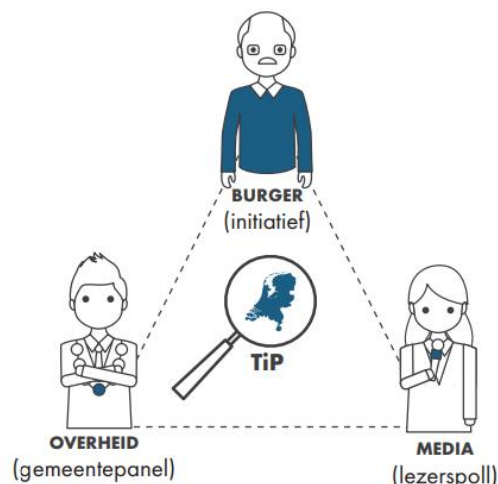 BURGER
(initiatief)
TiP
OVERHEID
(gemeentepanel)
MEDIA
(lezerspoll)